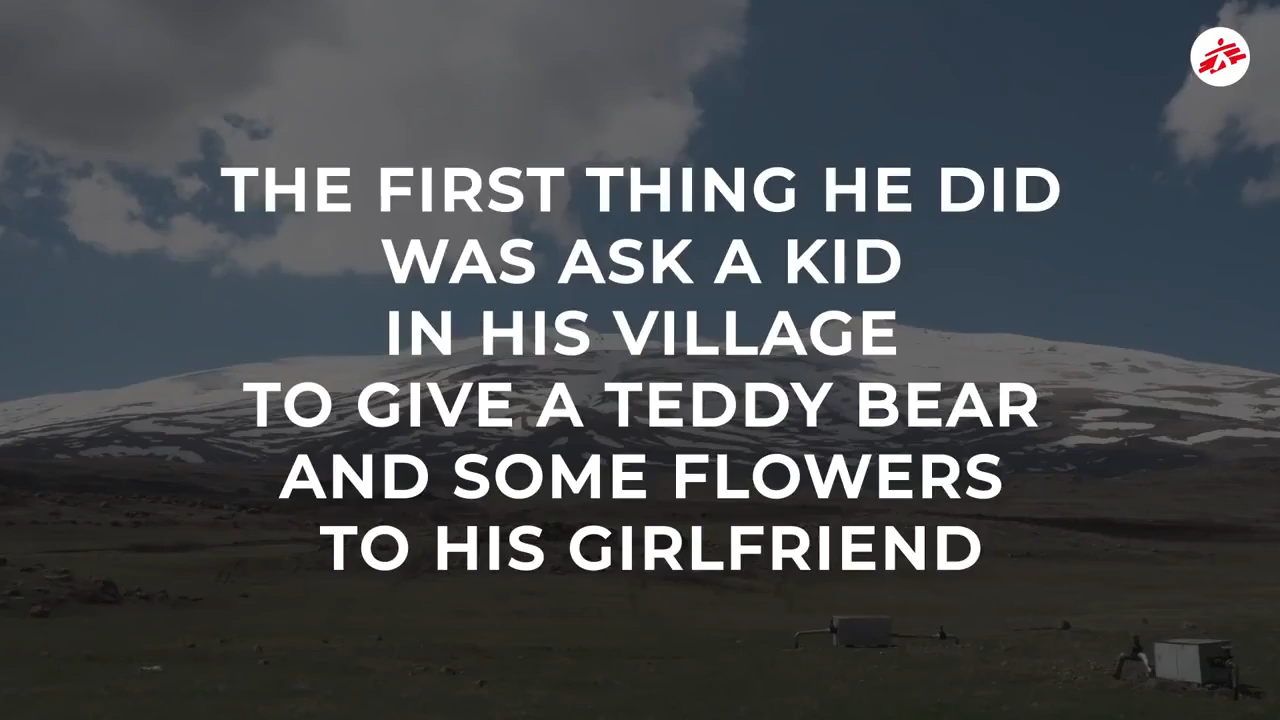 THE FIRST THING HE DID
WAS ASK A KID
IN HIS VILLAGE
TO GIVE A TEDDY BEAR
AND SOME FLOWERS
TO HIS GIRLFRIEND